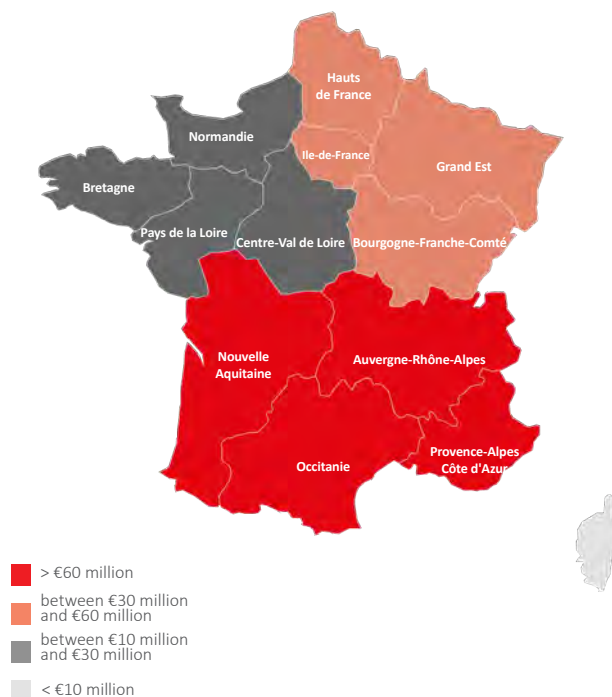 Hauts
de France
Normandie
Ile-de-France
Grand Est
Bretagne
Pays de la Loire
Centre-Val de Loire
Bourgogne-Franche-Comté
Nouvelle
Aquitaine
Auvergne-Rhône-Alpes
Provence-Alpes
Côte d'Azur
Occitanie
> €60 million
between €30 million
and €60 million
between €10 million
and €30 million
< €10 million